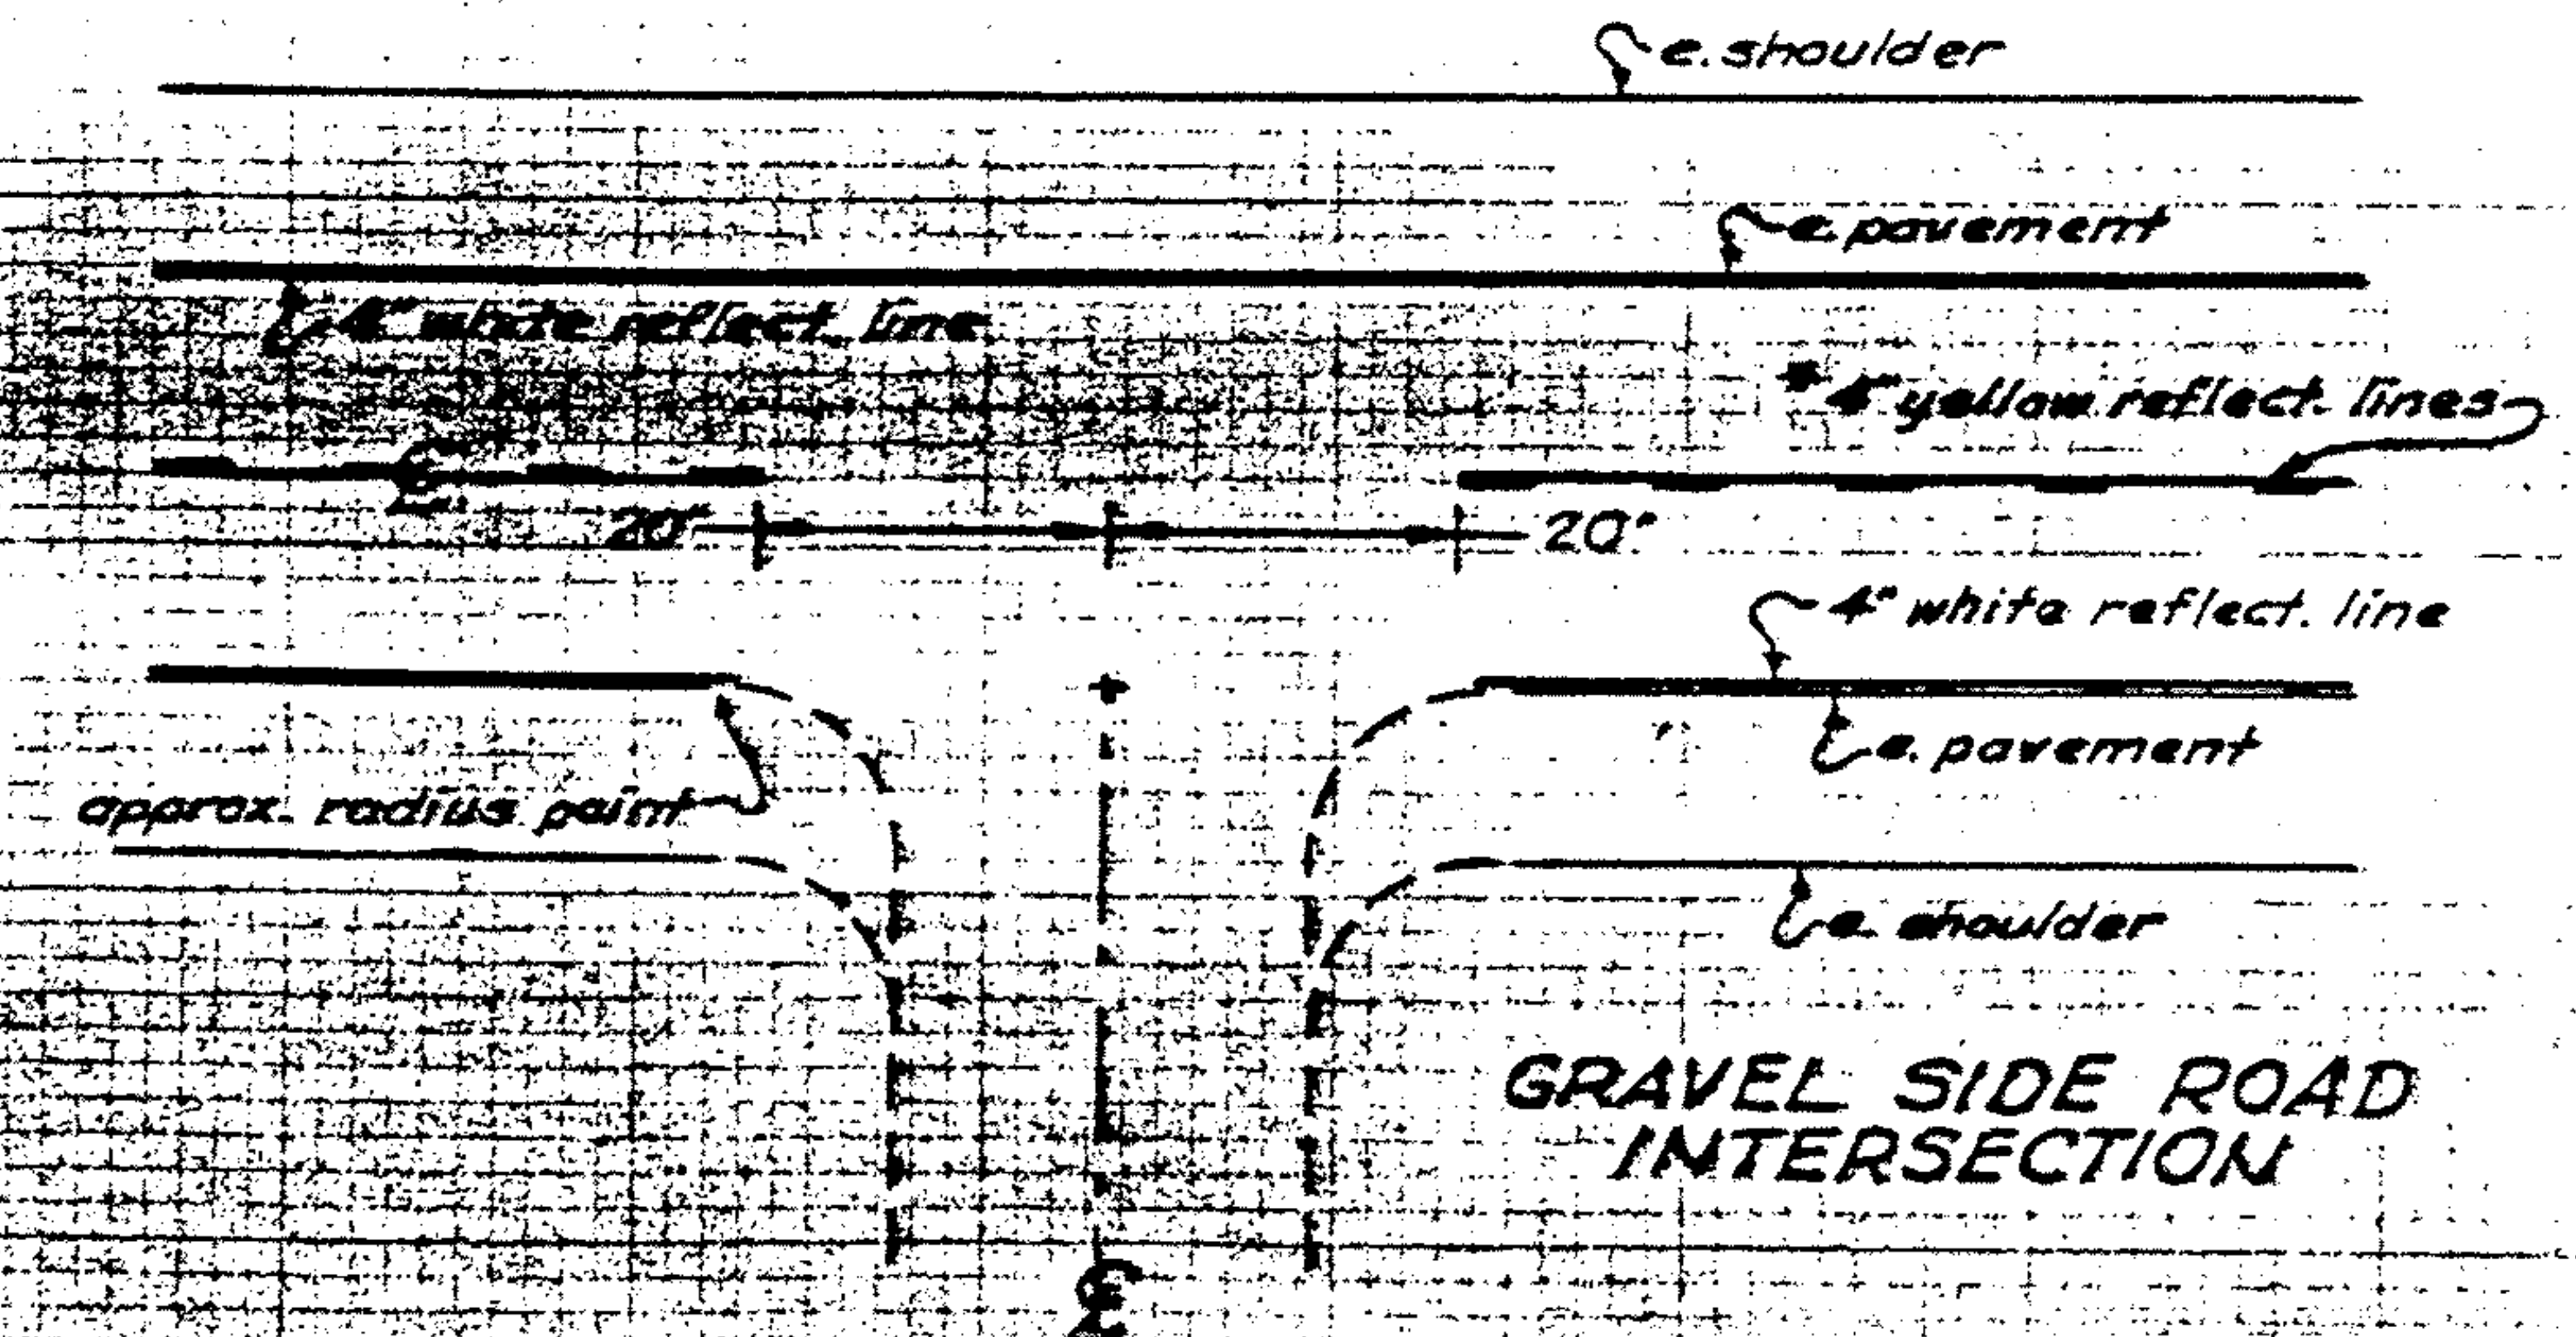 e. shoulder
e. pavement
4" white reflect. line
* 4" yellow reflect. lines
℄
20'
20'
4" white reflect. line
e. pavement
approx. radius point
e. shoulder
GRAVEL SIDE ROAD
INTERSECTION
℄